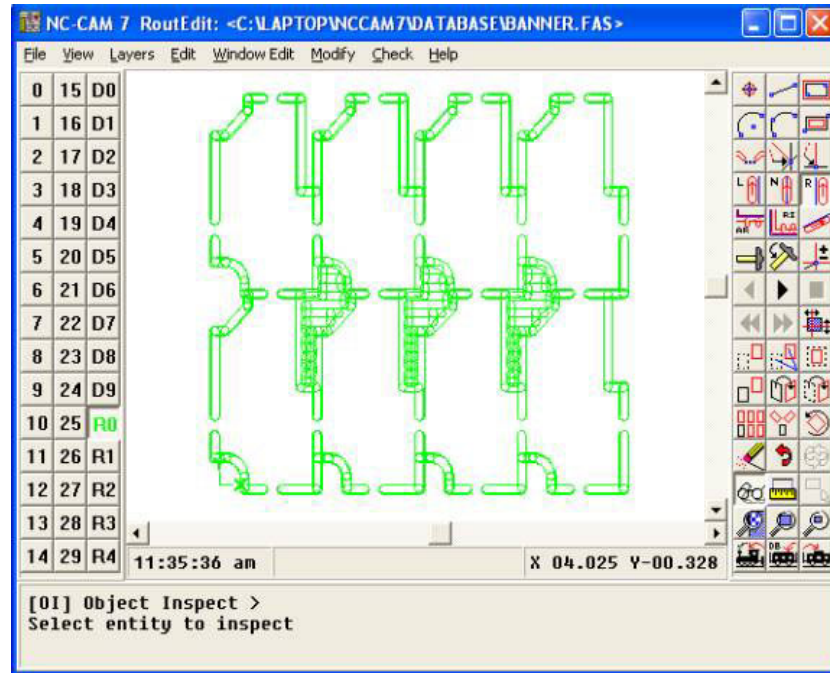 NC-CAM 7 RoutEdit: <C:\LAPTOP\NCCAM7\DATABASE\BANNER.FAS>
File View Layers Edit Window Edit Modify Check Help
0 15 D0
1 16 D1
2 17 D2
3 18 D3
4 19 D4
5 20 D5
6 21 D6
7 22 D7
8 23 D8
9 24 D9
10 25 R0
11 26 R1
12 27 R2
13 28 R3
14 29 R4
L N R
AR RI
DB
11:35:36 am X 04.025 Y-00.328
[OI] Object Inspect >
Select entity to inspect